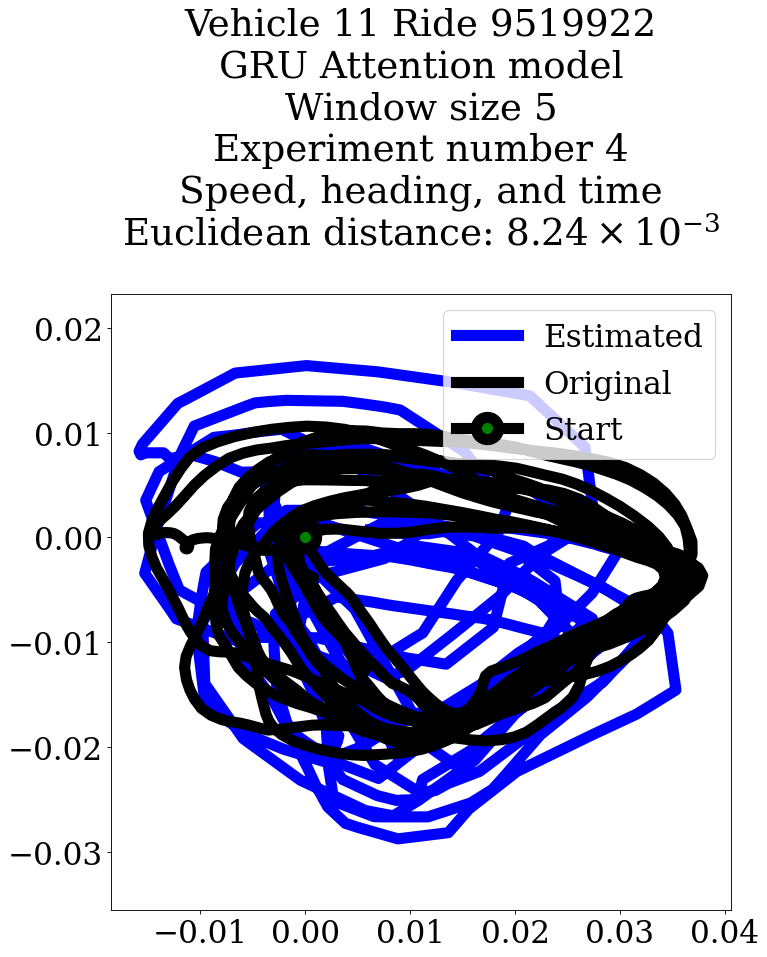 Vehicle 11 Ride 9519922
GRU Attention model
Window size 5
Experiment number 4
Speed, heading, and time
Euclidean distance: 8.24 × 10⁻³
Estimated
Original
Start
0.02
0.01
0.00
−0.01
−0.02
−0.03
−0.01 0.00 0.01 0.02 0.03 0.04